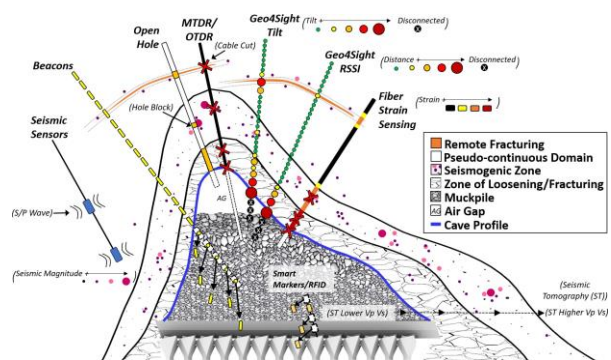 Open
Hole
MTDR/
OTDR
(Cable Cut)
Geo4Sight
Tilt
(Tilt + Disconnected)
Geo4Sight
RSSI
(Distance + Disconnected)
Beacons
(Hole Block)
Fiber
Strain
Sensing
(Strain + )
Seismic
Sensors
(S/P Wave)
(Seismic Magnitude + )
AG
Remote Fracturing
Pseudo-continuous Domain
Seismogenic Zone
Zone of Loosening/Fracturing
Muckpile
AG Air Gap
Cave Profile
Smart
Markers/RFID
(Seismic
Tomography (ST))
(ST Lower Vp Vs)
(ST Higher Vp Vs)